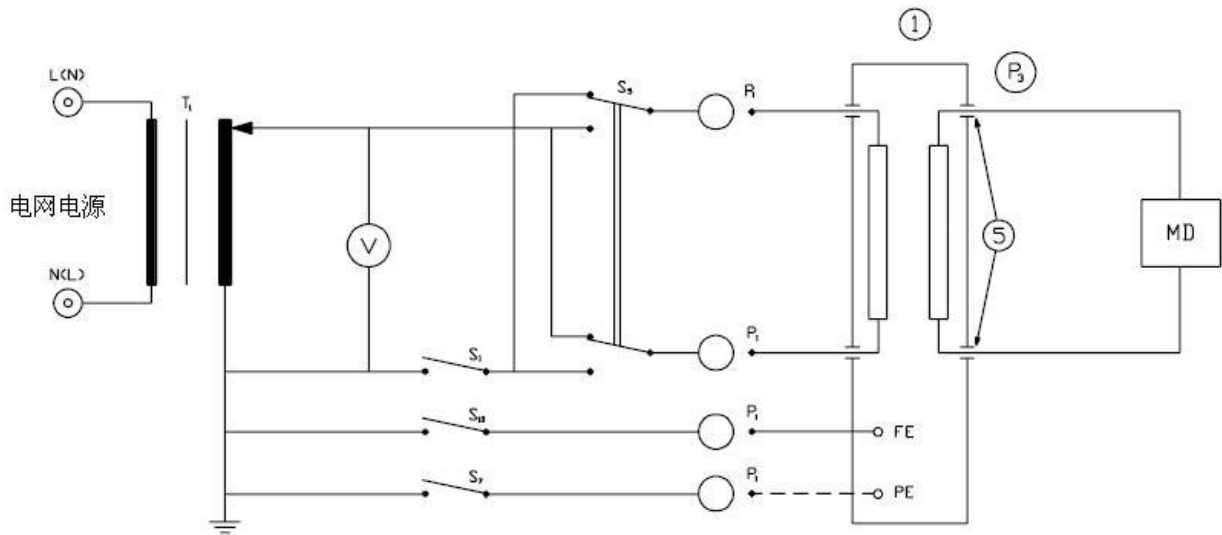 ①
L(N)
T₁
S₅
P₁
P₃
电网电源
V
⑤
MD
N(L)
S₁
P₁
S₁₀
P₁
FE
S₇
P₁
PE